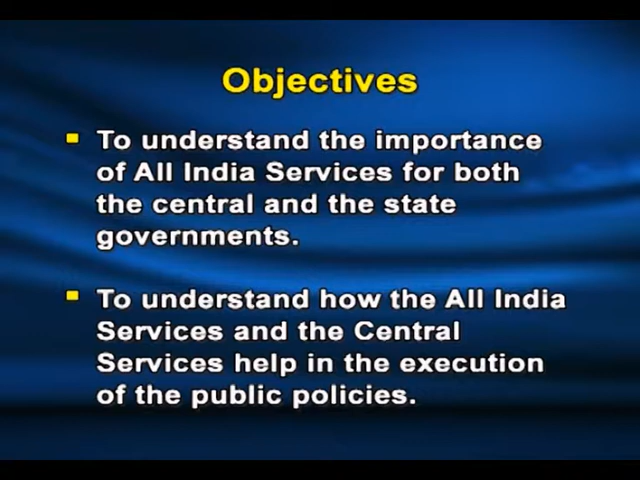 Objectives
To understand the importance
of All India Services for both
the central and the state
governments.
To understand how the All India
Services and the Central
Services help in the execution
of the public policies.